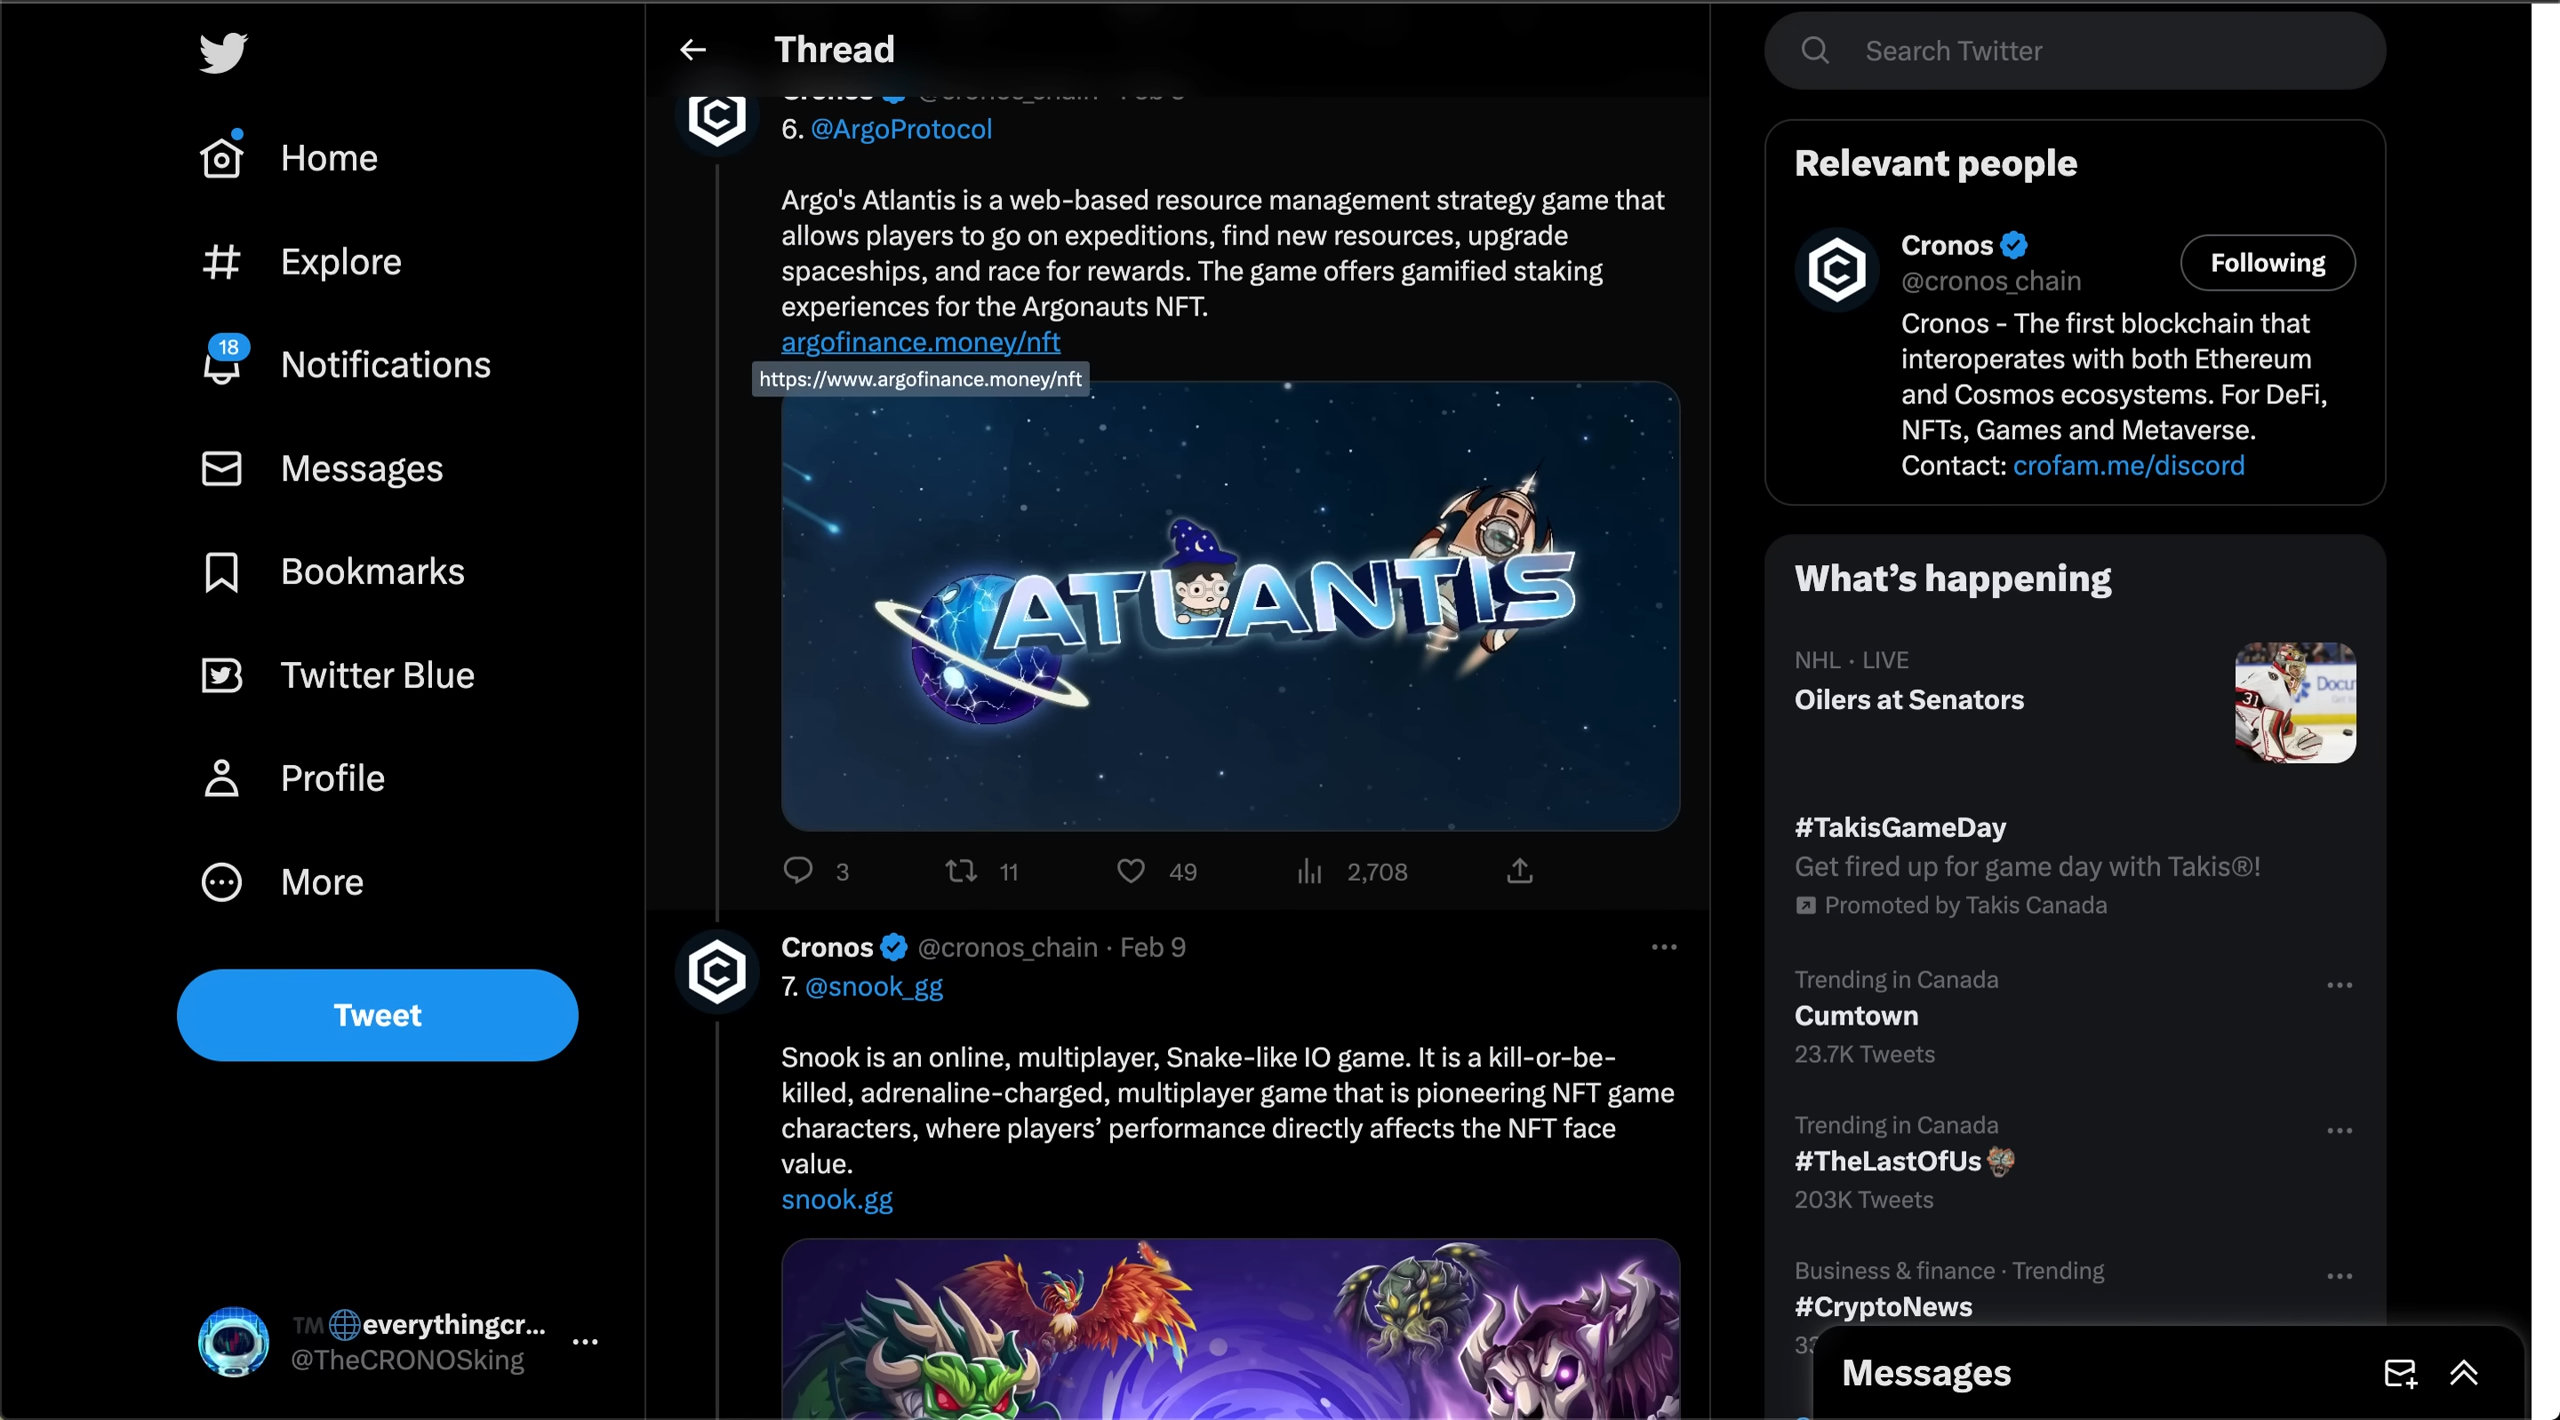 Home
Explore
18
Notifications
Messages
Bookmarks
Twitter Blue
Profile
More
Tweet
TM🌐everythingcr...
@TheCRONOSking
Thread
Cronos @cronos_chain · Feb
6. @ArgoProtocol
Argo's Atlantis is a web-based resource management strategy game that
allows players to go on expeditions, find new resources, upgrade
spaceships, and race for rewards. The game offers gamified staking
experiences for the Argonauts NFT.
argofinance.money/nft
https://www.argofinance.money/nft
ATLANTIS
3
11
49
2,708
Cronos @cronos_chain · Feb 9
7. @snook_gg
Snook is an online, multiplayer, Snake-like IO game. It is a kill-or-be-
killed, adrenaline-charged, multiplayer game that is pioneering NFT game
characters, where players’ performance directly affects the NFT face
value.
snook.gg
Search Twitter
Relevant people
Cronos
@cronos_chain
Following
Cronos - The first blockchain that
interoperates with both Ethereum
and Cosmos ecosystems. For DeFi,
NFTs, Games and Metaverse.
Contact: crofam.me/discord
What’s happening
NHL · LIVE
Oilers at Senators
31
#TakisGameDay
Get fired up for game day with Takis®!
Promoted by Takis Canada
Trending in Canada
Cumtown
23.7K Tweets
Trending in Canada
#TheLastOfUs
203K Tweets
Business & finance · Trending
#CryptoNews
Messages